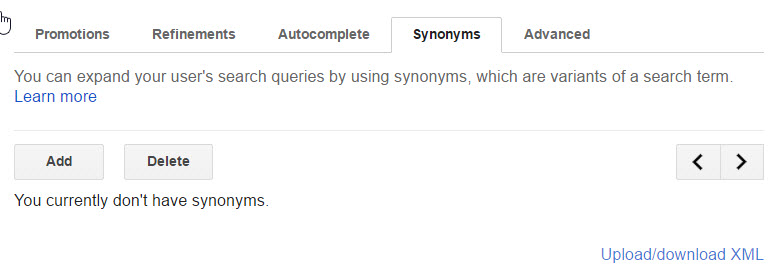 Promotions Refinements Autocomplete Synonyms Advanced
You can expand your user's search queries by using synonyms, which are variants of a search term.
Learn more
Add Delete
You currently don't have synonyms.
Upload/download XML